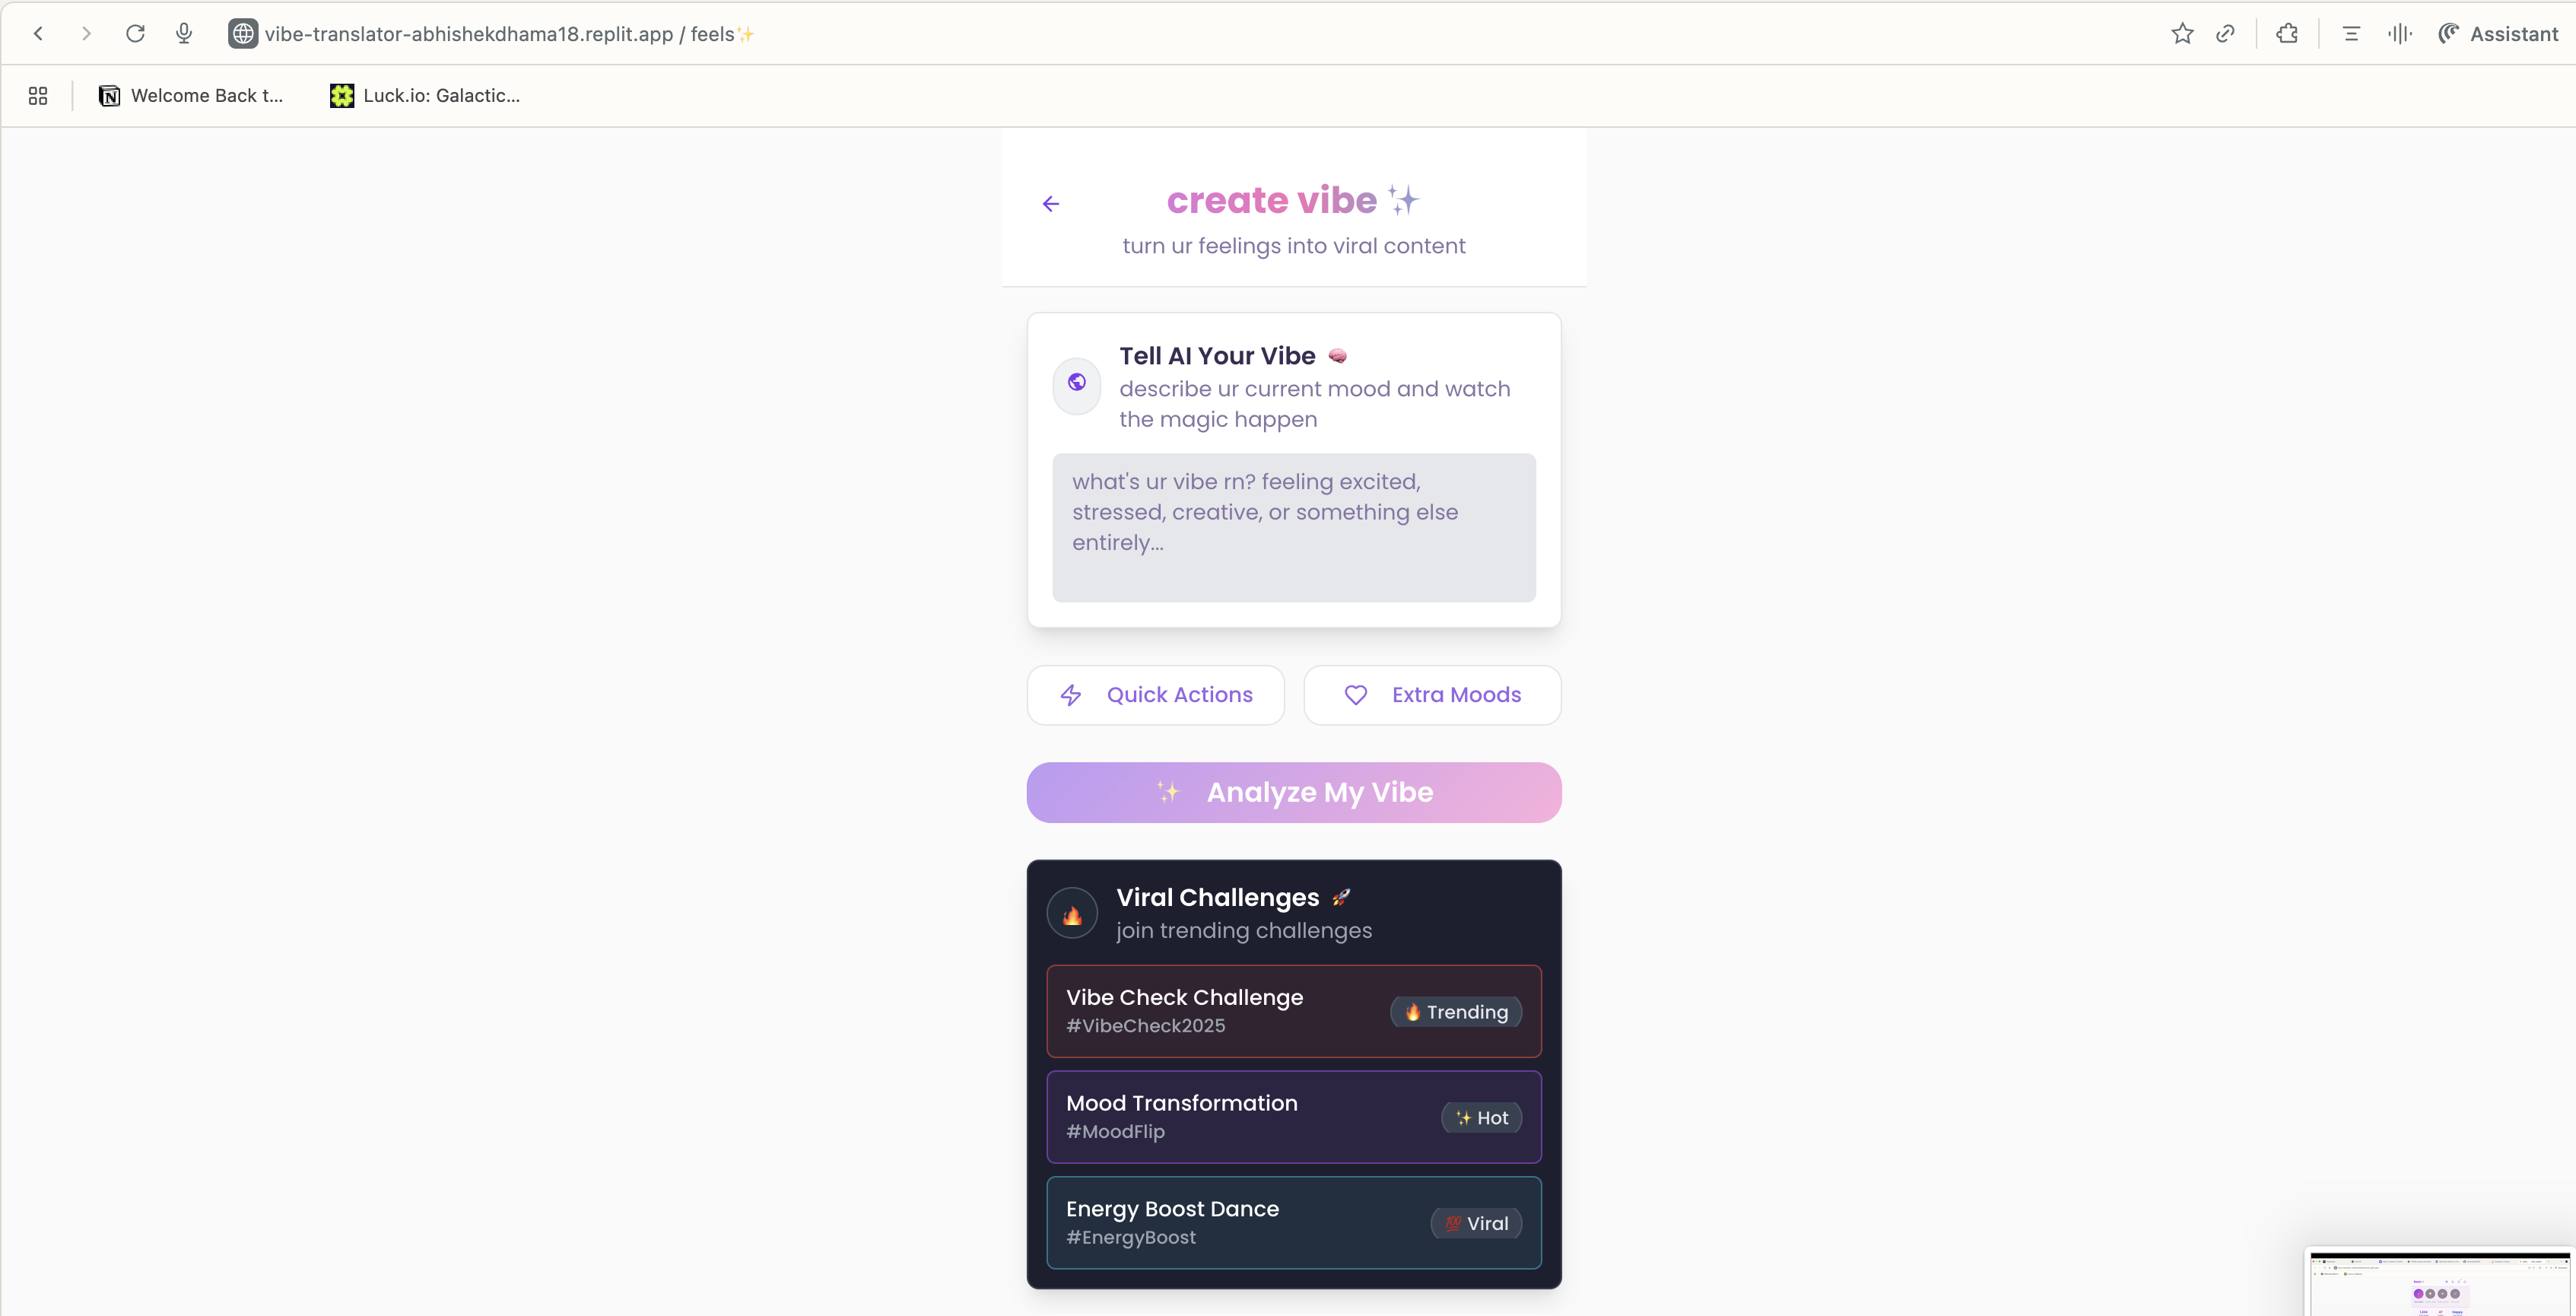 vibe-translator-abhishekdhama18.replit.app / feels✨
Assistant
Welcome Back t...
Luck.io: Galactic...
create vibe ✨
turn ur feelings into viral content
Tell AI Your Vibe 🧠
describe ur current mood and watch
the magic happen
what's ur vibe rn? feeling excited,
stressed, creative, or something else
entirely...
Quick Actions
Extra Moods
✨ Analyze My Vibe
🔥
Viral Challenges 🚀
join trending challenges
Vibe Check Challenge
#VibeCheck2025
🔥 Trending
Mood Transformation
#MoodFlip
✨ Hot
Energy Boost Dance
#EnergyBoost
💯 Viral